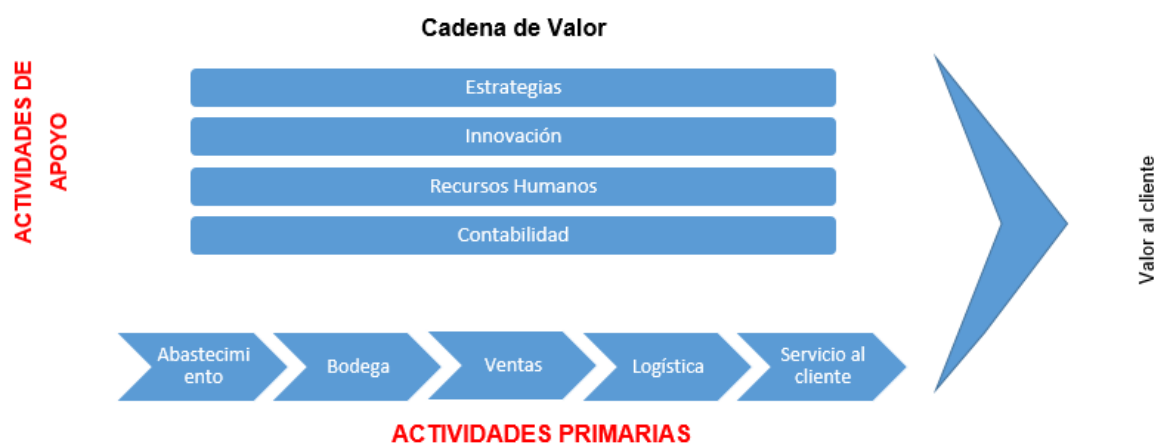 Cadena de Valor
ACTIVIDADES DE
APOYO
Estrategias
Innovación
Recursos Humanos
Contabilidad
Valor al cliente
Abastecimi
ento
Bodega
Ventas
Logística
Servicio al
cliente
ACTIVIDADES PRIMARIAS